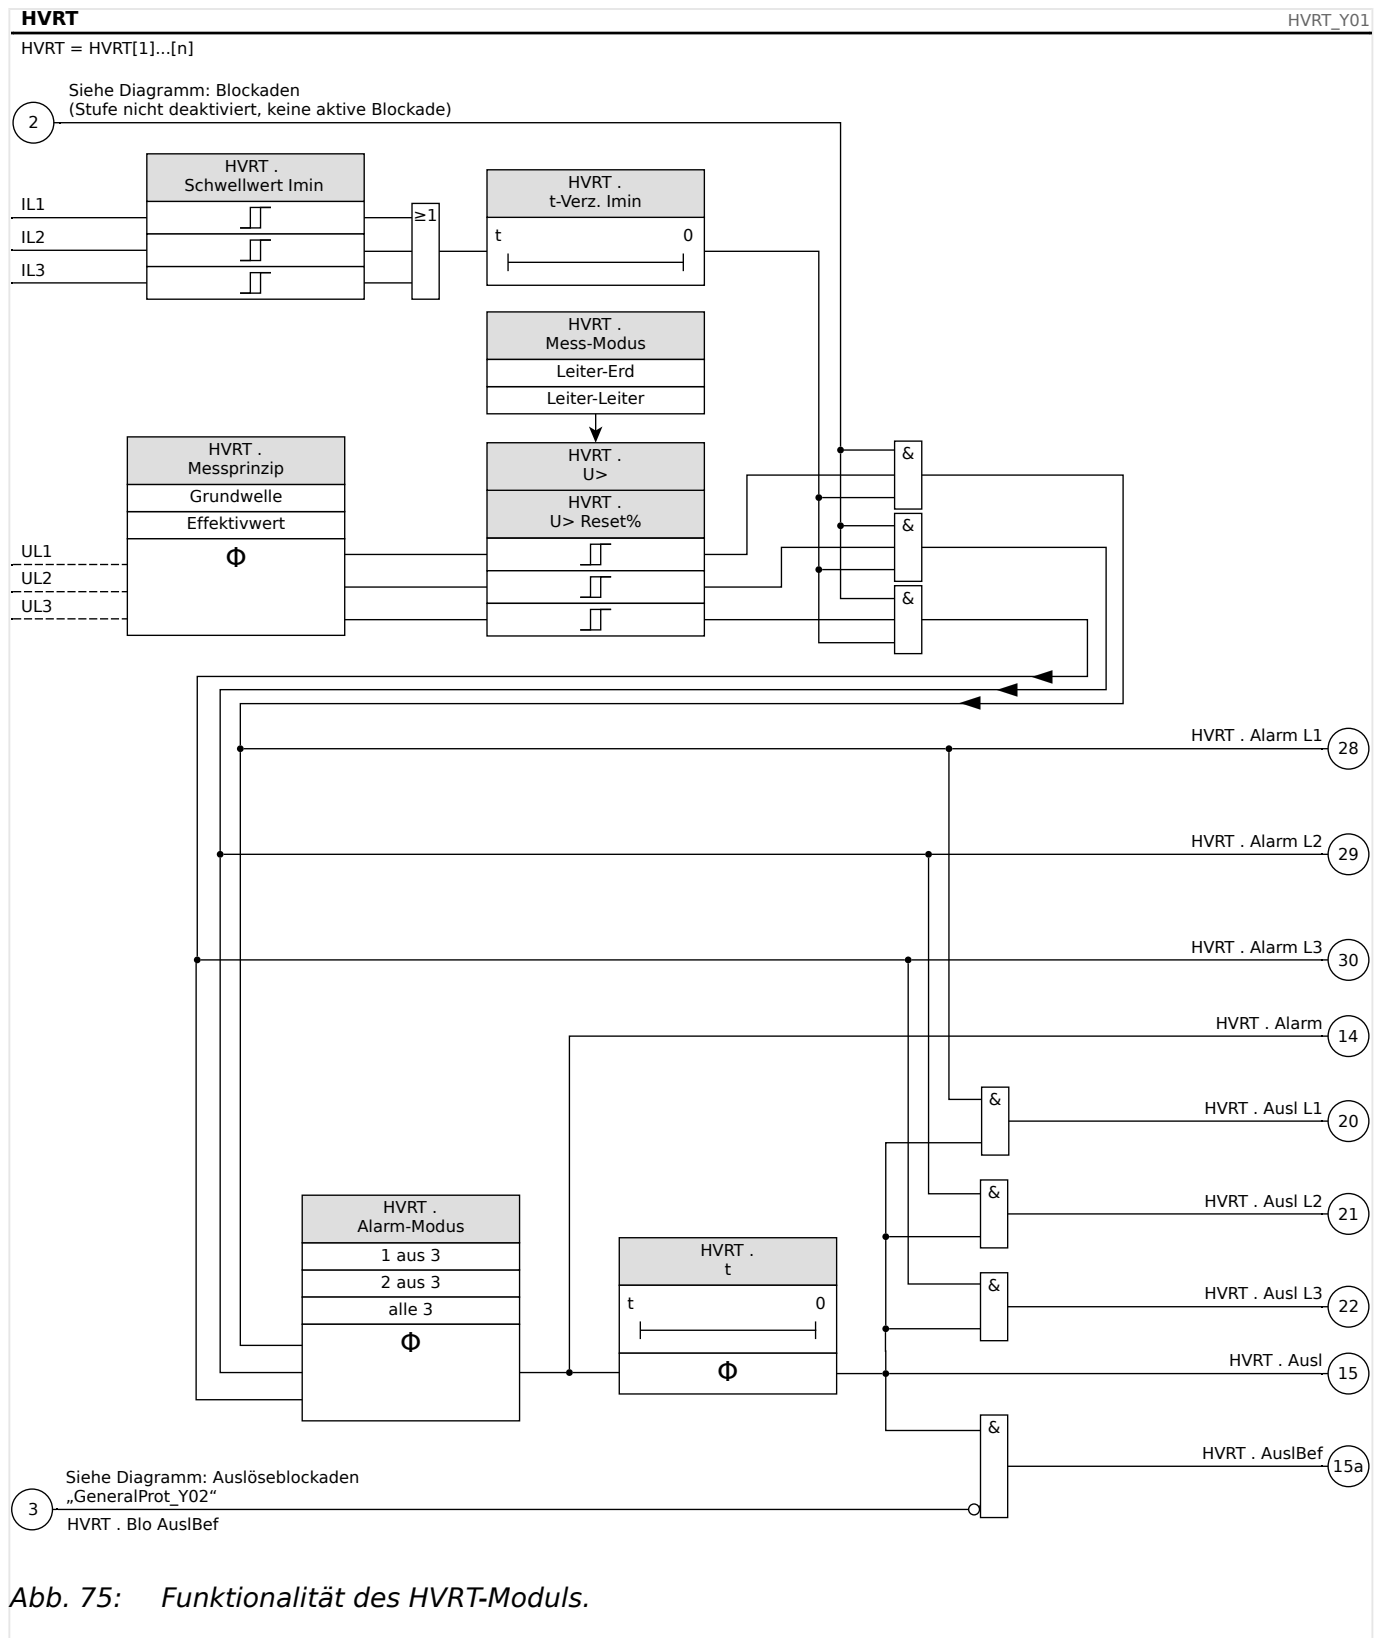 HVRT
HVRT_Y01
HVRT = HVRT[1]...[n]
Siehe Diagramm: Blockaden
(Stufe nicht deaktiviert, keine aktive Blockade)
2
HVRT .
Schwellwert Imin
IL1
IL2
IL3
≥1
HVRT .
t-Verz. Imin
t 0
HVRT .
Mess-Modus
Leiter-Erd
Leiter-Leiter
HVRT .
Messprinzip
Grundwelle
Effektivwert
Φ
UL1
UL2
UL3
HVRT .
U>
HVRT .
U> Reset%
&
&
&
HVRT . Alarm L1
28
HVRT . Alarm L2
29
HVRT . Alarm L3
30
HVRT . Alarm
14
&
HVRT . Ausl L1
20
&
HVRT . Ausl L2
21
&
HVRT . Ausl L3
22
HVRT .
Alarm-Modus
1 aus 3
2 aus 3
alle 3
Φ
HVRT .
t
t 0
Φ
HVRT . Ausl
15
&
HVRT . AuslBef
15a
Siehe Diagramm: Auslöseblockaden
„GeneralProt_Y02“
3
HVRT . Blo AuslBef
Abb. 75: Funktionalität des HVRT-Moduls.